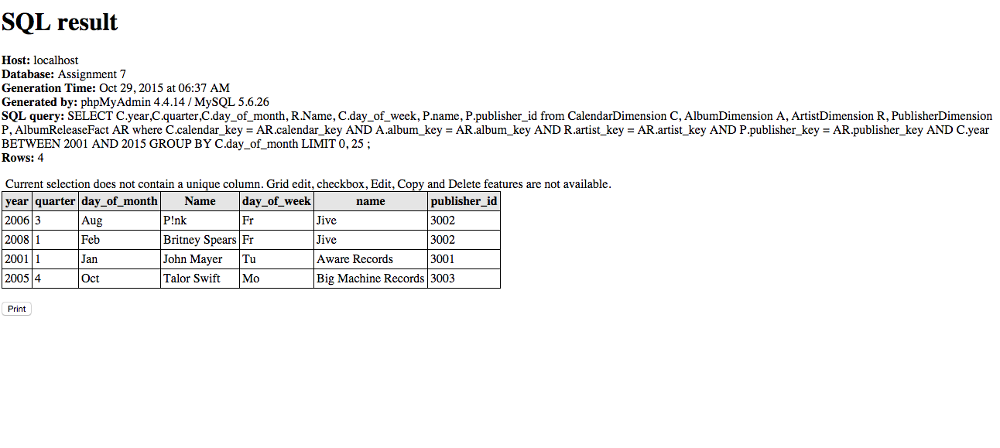 SQL result
Host: localhost
Database: Assignment 7
Generation Time: Oct 29, 2015 at 06:37 AM
Generated by: phpMyAdmin 4.4.14 / MySQL 5.6.26
SQL query: SELECT C.year,C.quarter,C.day_of_month, R.Name, C.day_of_week, P.name, P.publisher_id from CalendarDimension C, AlbumDimension A, ArtistDimension R, PublisherDimension
P, AlbumReleaseFact AR where C.calendar_key = AR.calendar_key AND A.album_key = AR.album_key AND R.artist_key = AR.artist_key AND P.publisher_key = AR.publisher_key AND C.year
BETWEEN 2001 AND 2015 GROUP BY C.day_of_month LIMIT 0, 25 ;
Rows: 4
Current selection does not contain a unique column. Grid edit, checkbox, Edit, Copy and Delete features are not available.
year quarter day_of_month Name day_of_week name publisher_id
2006 3 Aug P!nk Fr Jive 3002
2008 1 Feb Britney Spears Fr Jive 3002
2001 1 Jan John Mayer Tu Aware Records 3001
2005 4 Oct Talor Swift Mo Big Machine Records 3003
Print